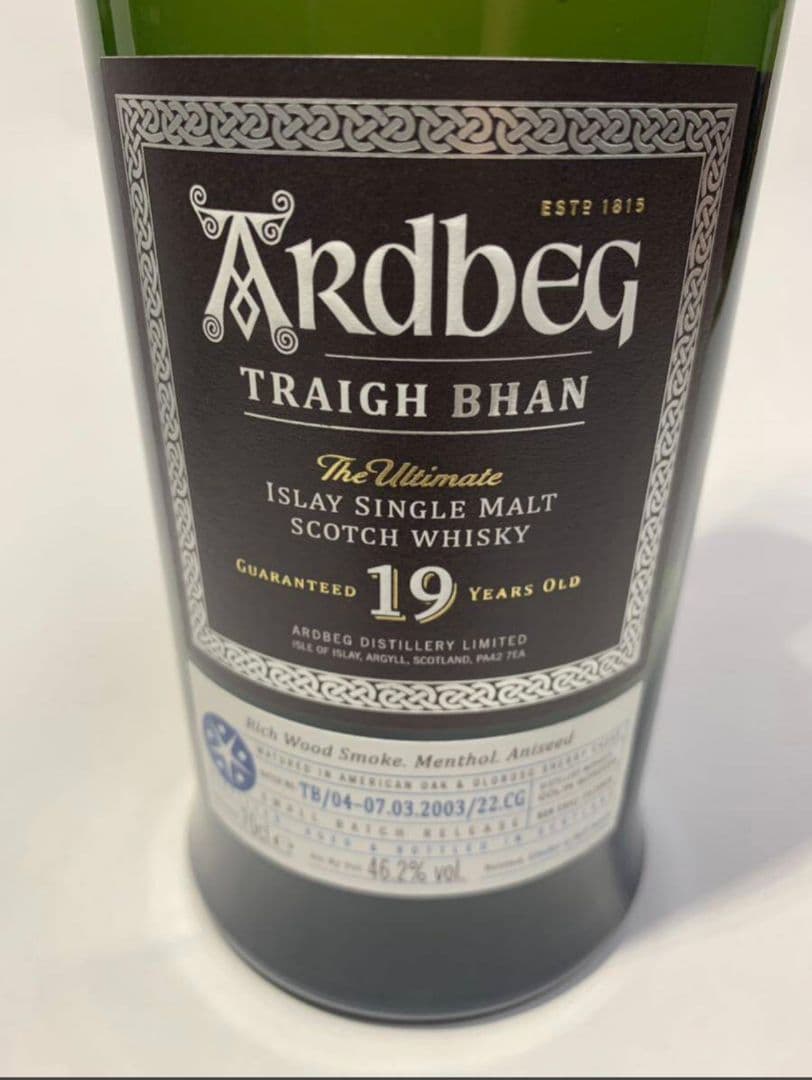 ESTD 1815
ARDBEG
TRAIGH BHAN
The Ultimate
ISLAY SINGLE MALT
SCOTCH WHISKY
GUARANTEED 19 YEARS OLD
ARDBEG DISTILLERY LIMITED
ISLE OF ISLAY, ARGYLL, SCOTLAND, PA42 7EA
Rich Wood Smoke. Menthol. Aniseed
MATURED IN AMERICAN OAK & OLOROSO SHERRY CASKS
TB/04-07.03.2003/22.CG
SMALL BATCH RELEASE
70cl
46.2% vol